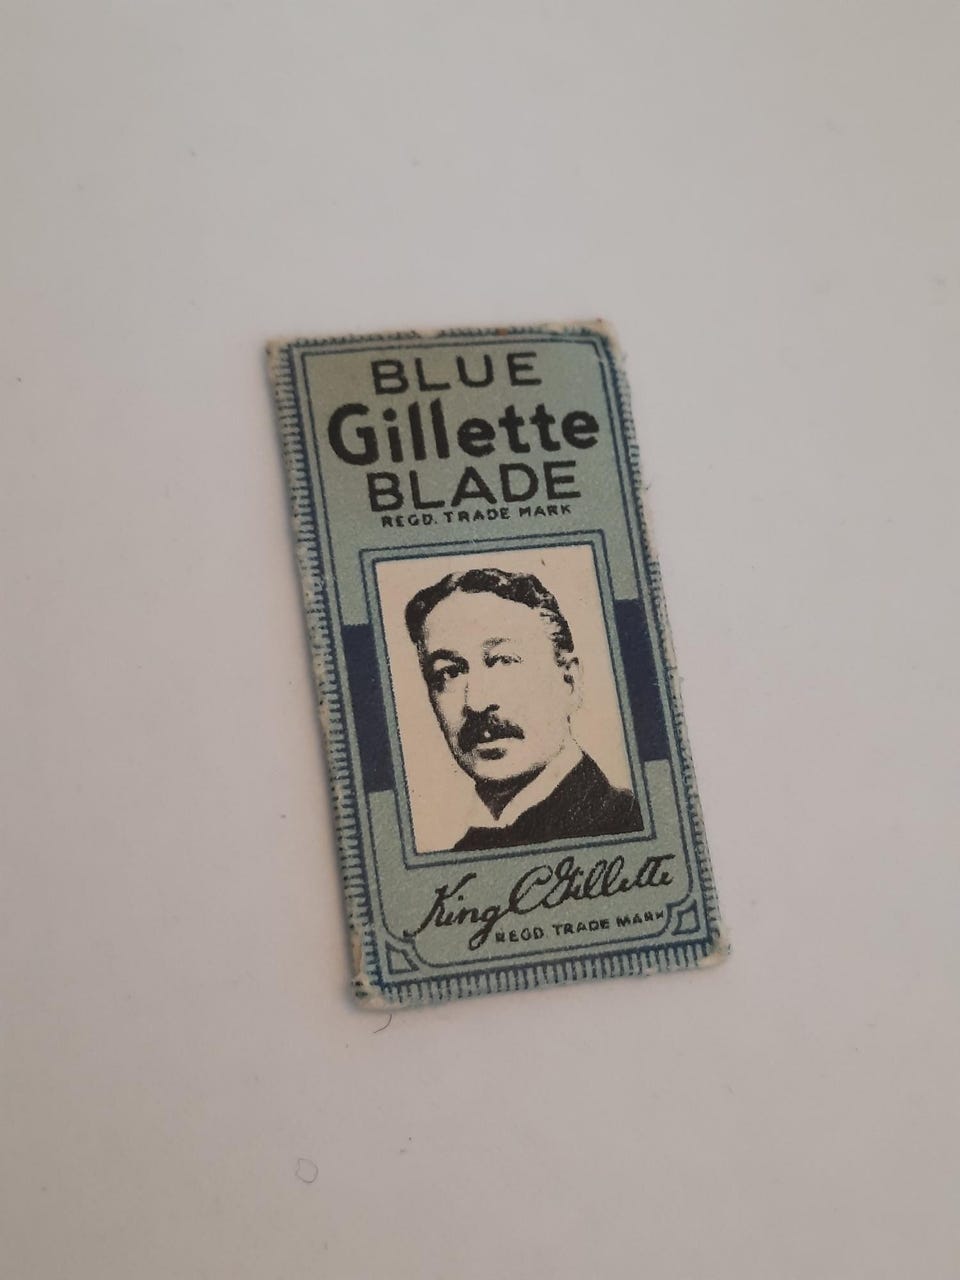 BLUE
Gillette
BLADE
REGD. TRADE MARK
King C Gillette
REGD. TRADE MARK